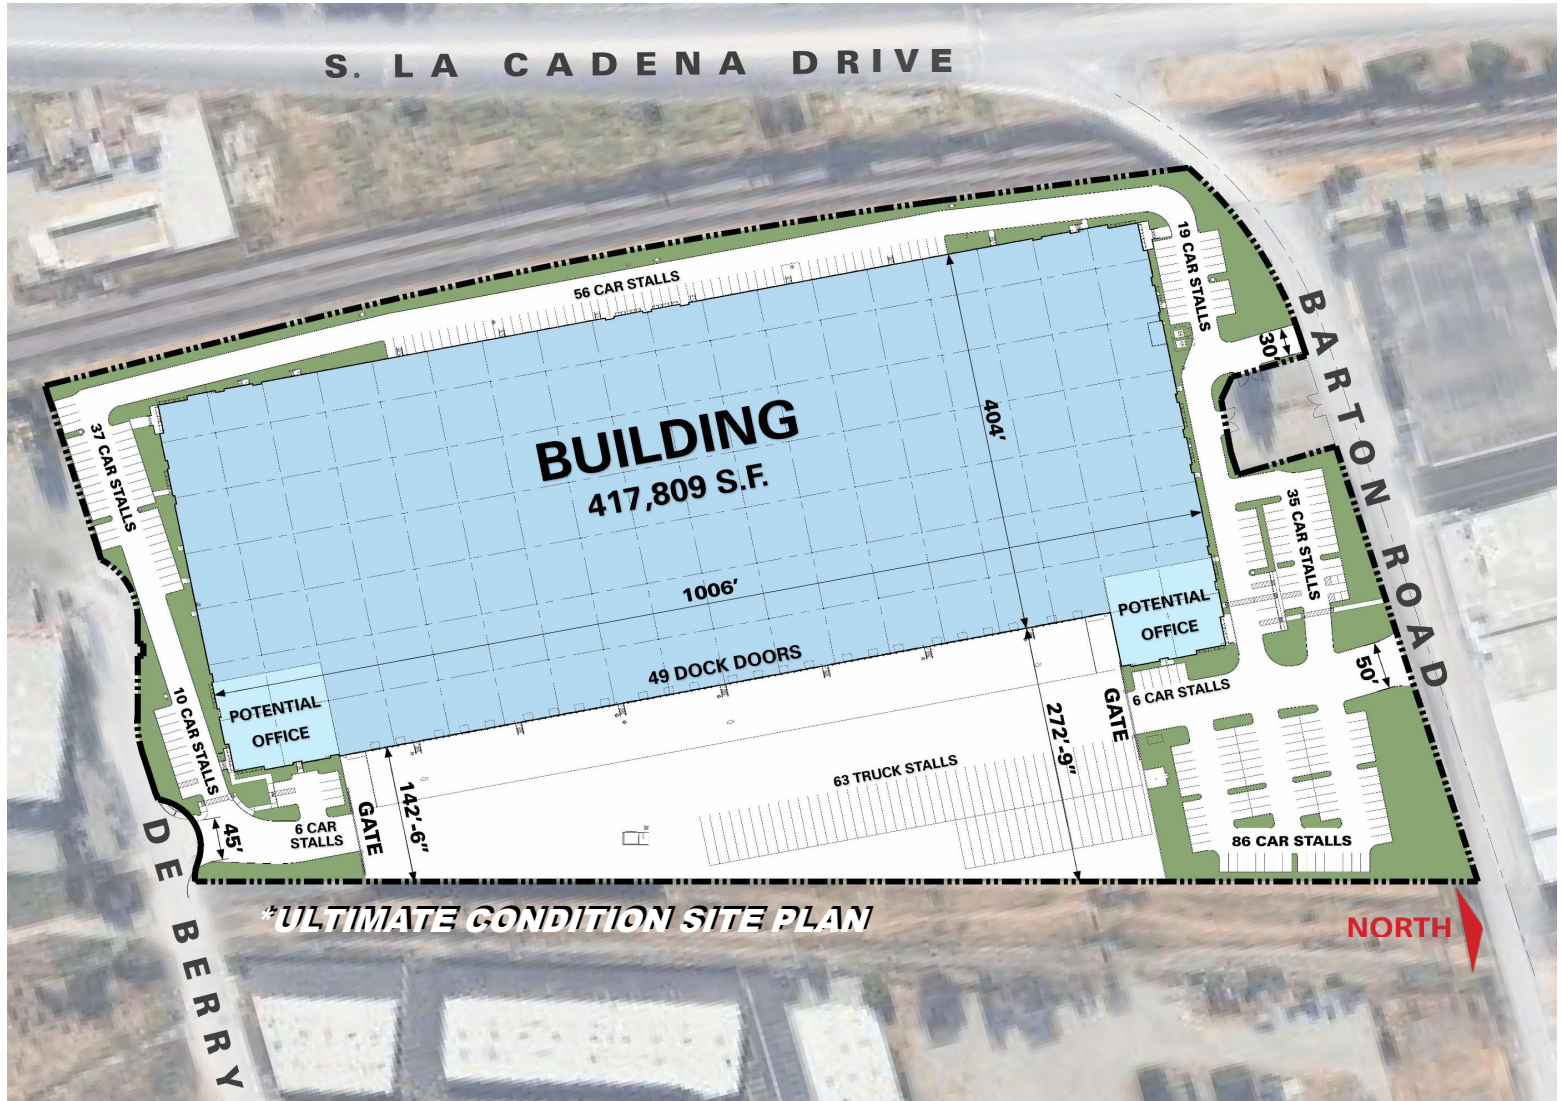 S. LA CADENA DRIVE
19 CAR STALLS
56 CAR STALLS
BARTON ROAD
30'
404'
BUILDING
417,809 S.F.
37 CAR STALLS
35 CAR STALLS
1006'
POTENTIAL
OFFICE
49 DOCK DOORS
50'
POTENTIAL
OFFICE
10 CAR STALLS
6 CAR STALLS
GATE
272'-9"
63 TRUCK STALLS
142'-6"
GATE
45'
6 CAR
STALLS
86 CAR STALLS
DE BERRY
*ULTIMATE CONDITION SITE PLAN
NORTH